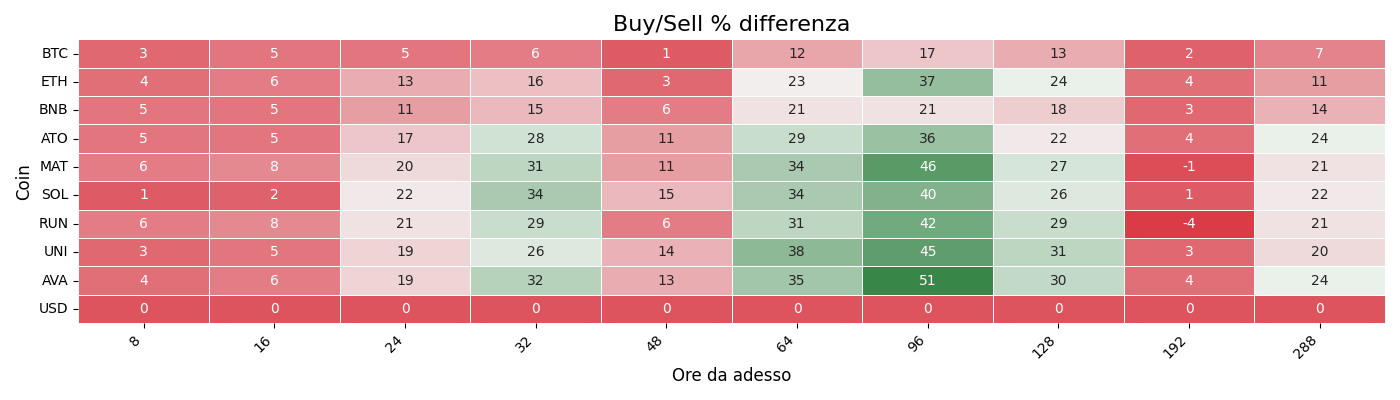 Buy/Sell % differenza
Coin
BTC 3 5 5 6 1 12 17 13 2 7
ETH 4 6 13 16 3 23 37 24 4 11
BNB 5 5 11 15 6 21 21 18 3 14
ATO 5 5 17 28 11 29 36 22 4 24
MAT 6 8 20 31 11 34 46 27 -1 21
SOL 1 2 22 34 15 34 40 26 1 22
RUN 6 8 21 29 6 31 42 29 -4 21
UNI 3 5 19 26 14 38 45 31 3 20
AVA 4 6 19 32 13 35 51 30 4 24
USD 0 0 0 0 0 0 0 0 0 0
8 16 24 32 48 64 96 128 192 288
Ore da adesso